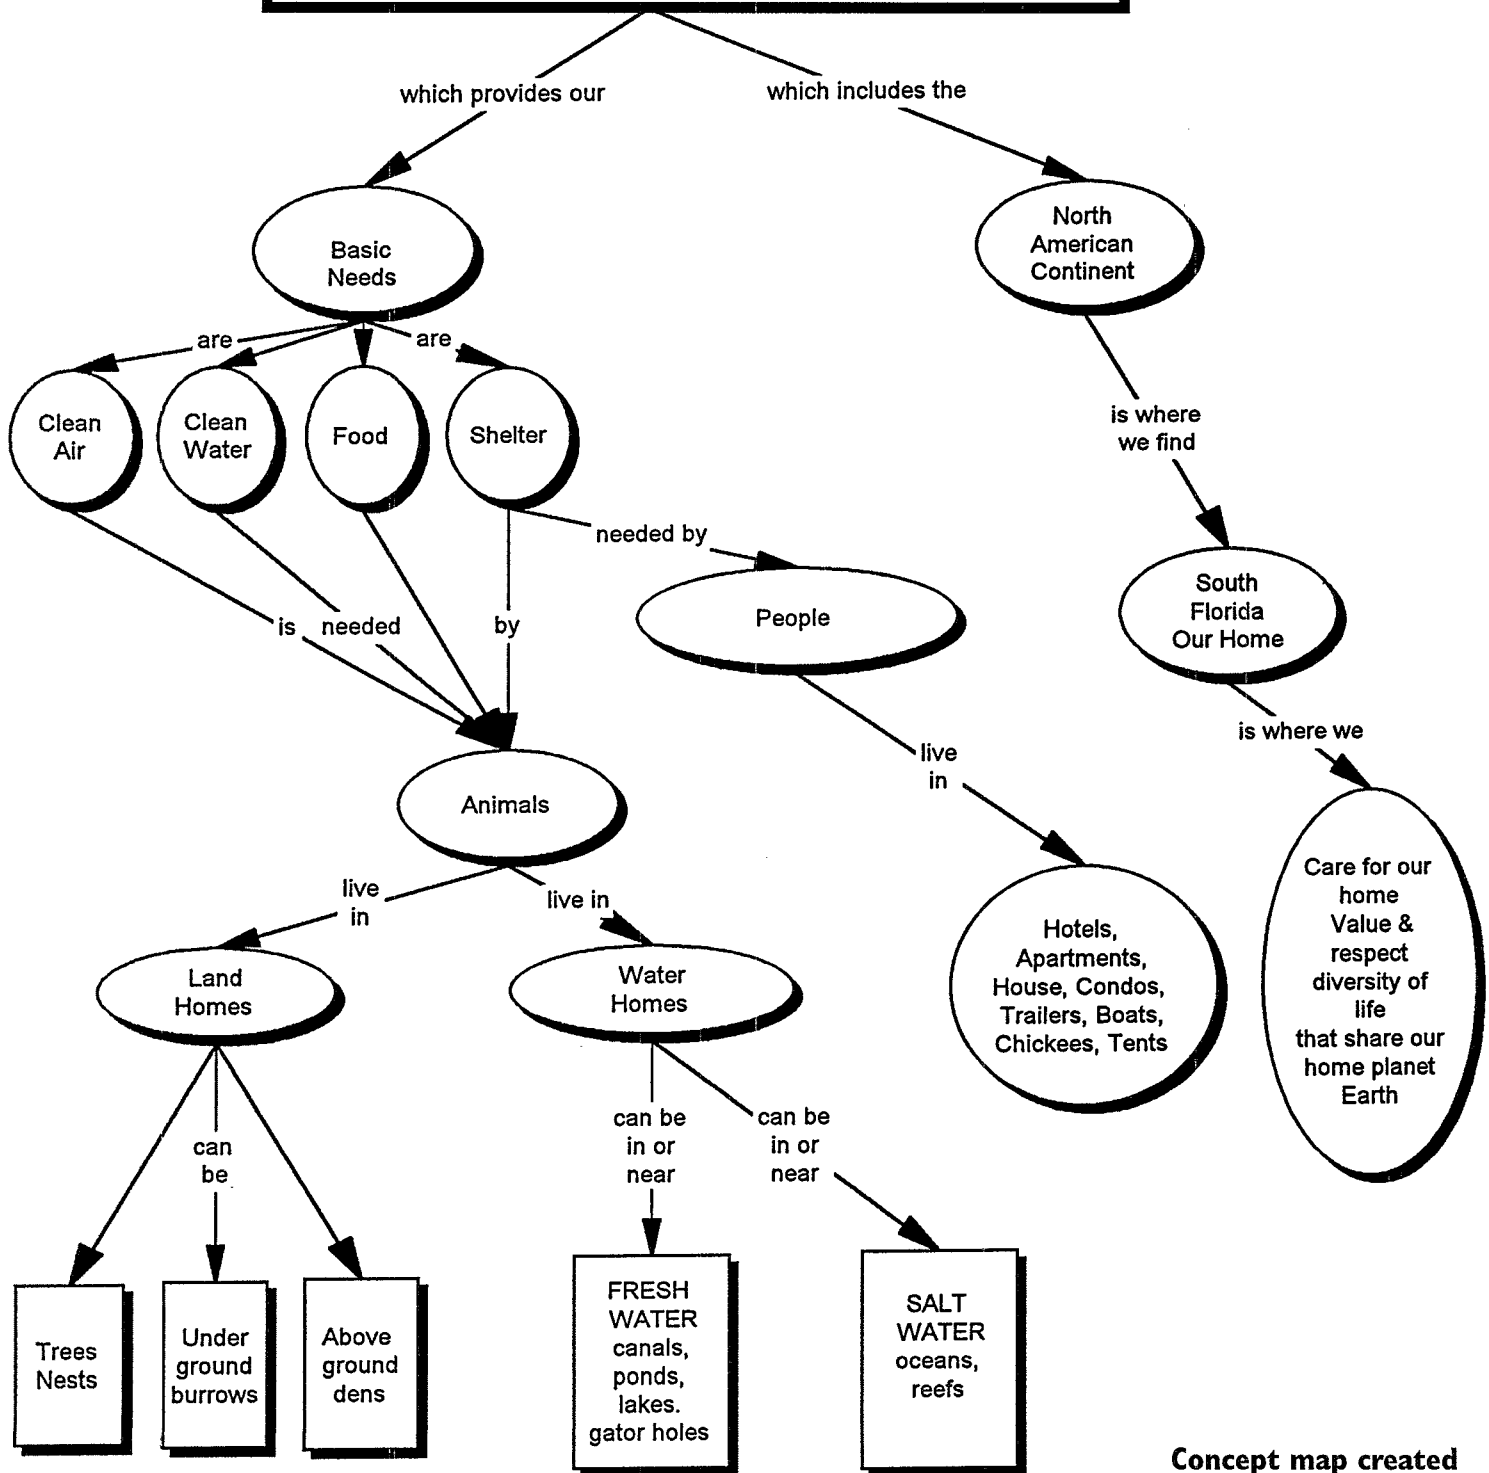 which provides our
which includes the
Basic
Needs
North
American
Continent
are
are
Clean
Air
Clean
Water
Food
Shelter
is where
we find
needed by
is needed by
People
South
Florida
Our Home
is where we
live
in
Animals
Care for our
home
Value &
respect
diversity of
life
that share our
home planet
Earth
live
in
live in
Hotels,
Apartments,
House, Condos,
Trailers, Boats,
Chickees, Tents
Land
Homes
Water
Homes
can
be
can be
in or
near
can be
in or
near
Trees
Nests
Under
ground
burrows
Above
ground
dens
FRESH
WATER
canals,
ponds,
lakes.
gator holes
SALT
WATER
oceans,
reefs
Concept map created